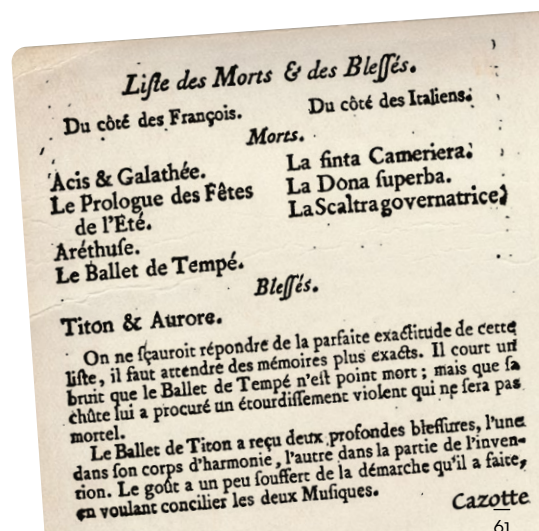 Liſte des Morts & des Bleſſés.
Du côté des François. Du côté des Italiens.
Morts.
Acis & Galathée. La finta Cameriera.
Le Prologue des Fêtes La Dona ſuperba.
de l'Eté. La Scaltra governatrice.
Aréthuſe.
Le Ballet de Tempé.
Bleſſés.
Titon & Aurore.
On ne ſçauroit répondre de la parfaite exactitude de cette
liſte, il faut attendre des mémoires plus exacts. Il court un
bruit que le Ballet de Tempé n'eſt point mort ; mais que ſa
chûte lui a procuré un étourdiſſement violent qui ne ſera pas
mortel.
Le Ballet de Titon a reçu deux profondes bleſſures, l'une
dans ſon corps d'harmonie, l'autre dans la partie de l'inven-
tion. Le goût a un peu ſouffert de la démarche qu'il a faite,
en voulant concilier les deux Muſiques.
Cazotte
61